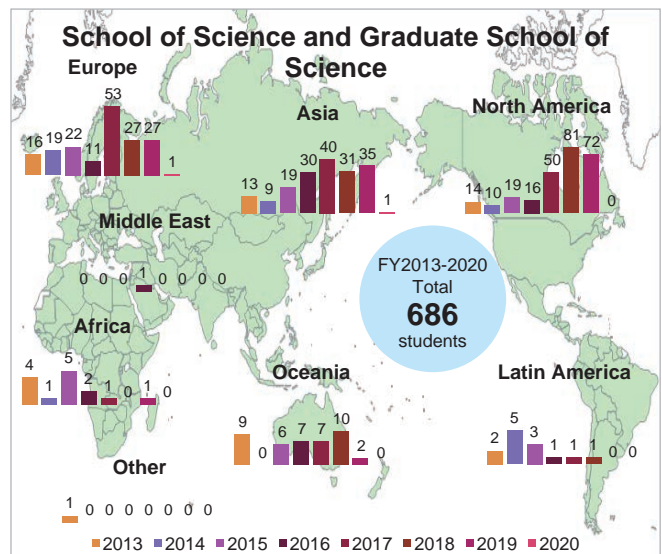 School of Science and Graduate School of
Science
Europe
16 19 22 11 53 27 27 1
Asia
13 9 19 30 40 31 35 1
North America
14 10 19 16 50 81 72 0
Middle East
0 0 0 1 0 0 0 0
FY2013-2020
Total
686
students
Africa
4 1 5 2 1 0 1 0
Oceania
9 0 6 7 7 10 2 0
Latin America
2 5 3 1 1 1 0 0
Other
1 0 0 0 0 0 0 0
2013 2014 2015 2016 2017 2018 2019 2020